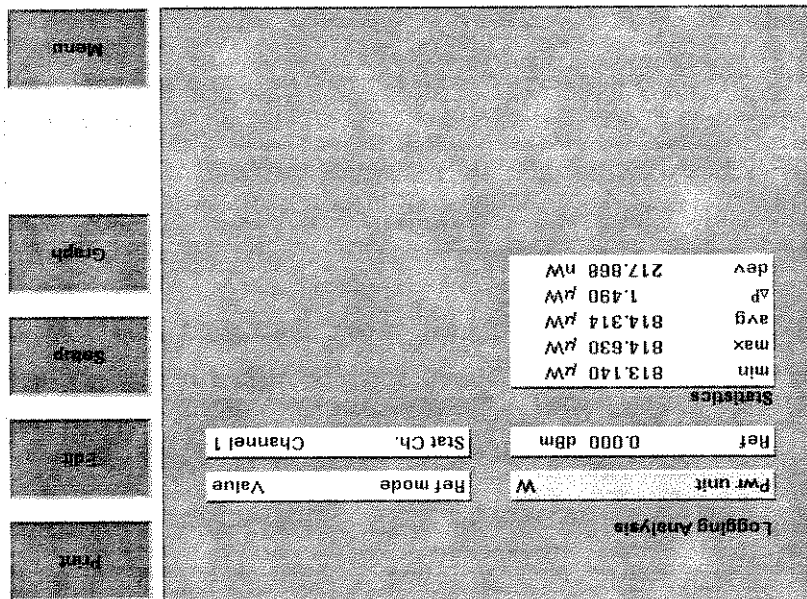 Logging Analysis
Pwr unit W
Ref mode Value
Ref 0.000 dBm
Stat Ch. Channel 1
Statistics
min 813.140 µW
max 814.630 µW
avg 814.314 µW
ΔP 1.490 µW
dev 217.868 nW
Print
Edit
Setup
Graph
Menu